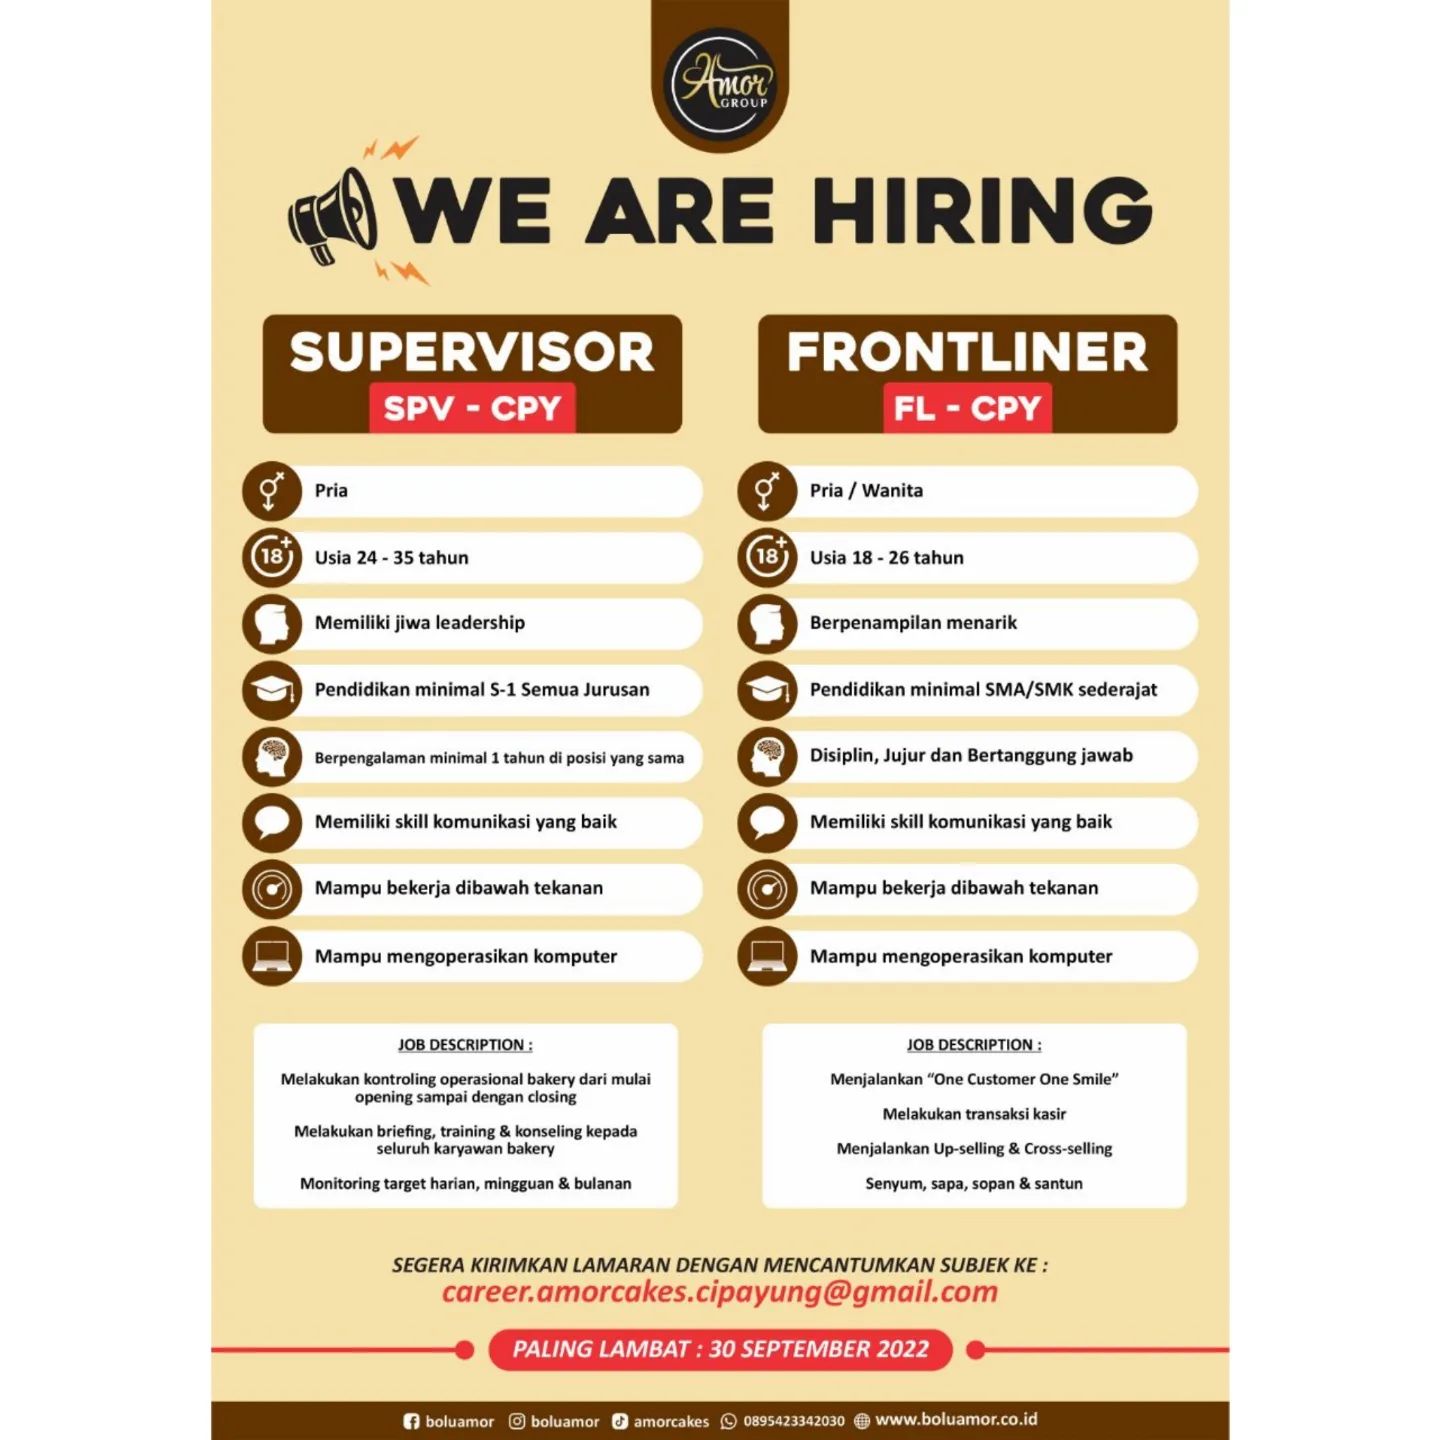 Amor
GROUP
WE ARE HIRING
SUPERVISOR
SPV - CPY
Pria
18+
Usia 24 - 35 tahun
Memiliki jiwa leadership
Pendidikan minimal S-1 Semua Jurusan
Berpengalaman minimal 1 tahun di posisi yang sama
Memiliki skill komunikasi yang baik
Mampu bekerja dibawah tekanan
Mampu mengoperasikan komputer
JOB DESCRIPTION :
Melakukan kontroling operasional bakery dari mulai
opening sampai dengan closing
Melakukan briefing, training & konseling kepada
seluruh karyawan bakery
Monitoring target harian, mingguan & bulanan
FRONTLINER
FL - CPY
Pria / Wanita
18+
Usia 18 - 26 tahun
Berpenampilan menarik
Pendidikan minimal SMA/SMK sederajat
Disiplin, Jujur dan Bertanggung jawab
Memiliki skill komunikasi yang baik
Mampu bekerja dibawah tekanan
Mampu mengoperasikan komputer
JOB DESCRIPTION :
Menjalankan “One Customer One Smile”
Melakukan transaksi kasir
Menjalankan Up-selling & Cross-selling
Senyum, sapa, sopan & santun
SEGERA KIRIMKAN LAMARAN DENGAN MENCANTUMKAN SUBJEK KE :
career.amorcakes.cipayung@gmail.com
PALING LAMBAT : 30 SEPTEMBER 2022
boluamor boluamor amorcakes 0895423342030 www.boluamor.co.id